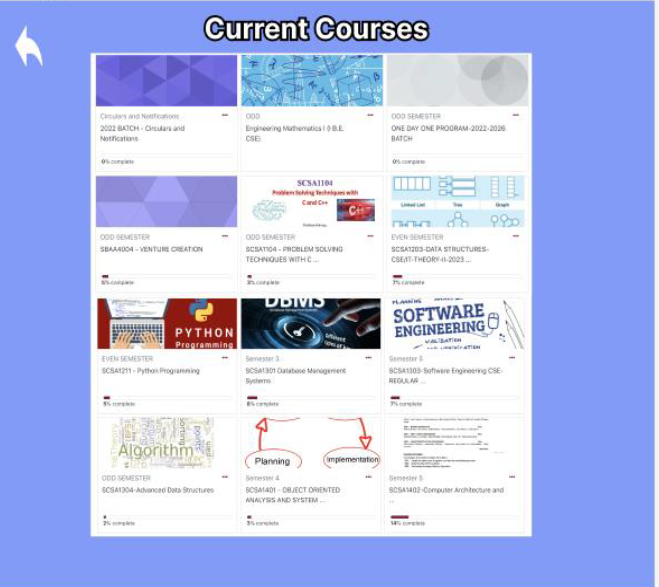 Current Courses
Circulars and Notifications
2022 BATCH - Circulars and
Notifications
0% complete
ODD
Engineering Mathematics I (I B.E.
CSE)
ODD SEMESTER
ONE DAY ONE PROGRAM-2022-2026
BATCH
0% complete
ODD SEMESTER
SBAA4004 - VENTURE CREATION
5% complete
SCSA1104
Problem Solving Techniques with
C and C++
C++
ODD SEMESTER
SCSA1104 - PROBLEM SOLVING
TECHNIQUES WITH C ...
3% complete
Linked List
Tree
Graph
EVEN SEMESTER
SCSA1203-DATA STRUCTURES-
CSE/IT-THEORY-II-2023 ...
7% complete
PYTHON
Programming
EVEN SEMESTER
SCSA1211 - Python Programming
5% complete
DBMS
Semester 3
SCSA1301 Database Management
Systems
6% complete
PLANNING
SOFTWARE
ENGINEERING
VALIDATION
Semester 5
SCSA1303-Software Engineering CSE-
REGULAR ...
7% complete
Algorithm
Sorting
ODD SEMESTER
SCSA1304-Advanced Data Structures
2% complete
Planning
Implementation
Semester 4
SCSA1401 - OBJECT ORIENTED
ANALYSIS AND SYSTEM ...
3% complete
Semester 5
SCSA1402-Computer Architecture and
...
14% complete